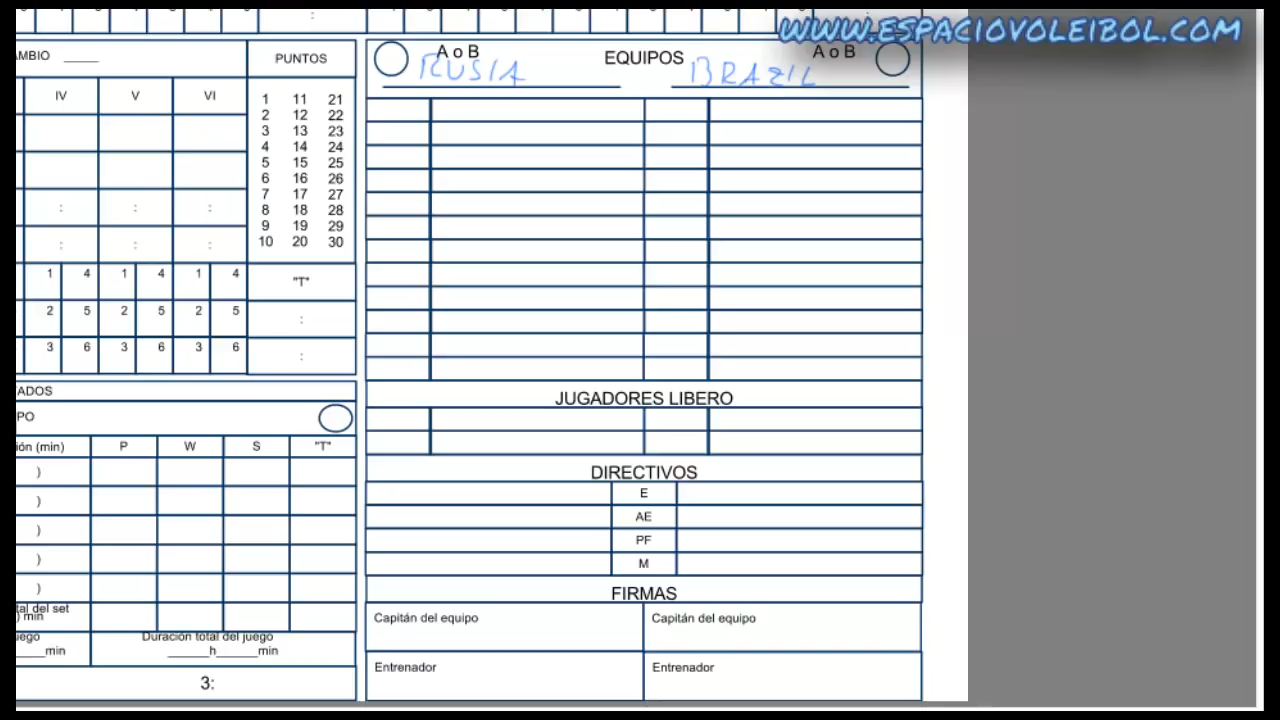 : :
WWW.ESPACIOVOLEIBOL.COM
AMBIO _____
PUNTOS
A o B EQUIPOS A o B
RUSIA BRAZIL
IV V VI
1 11 21
2 12 22
3 13 23
4 14 24
5 15 25
6 16 26
7 17 27
8 18 28
9 19 29
10 20 30
: : :
: : :
1 4 1 4 1 4 "T"
2 5 2 5 2 5 :
3 6 3 6 3 6 :
TADOS
PO
JUGADORES LIBERO
ión (min) P W S "T"
)
)
)
)
)
DIRECTIVOS
E
AE
PF
M
FIRMAS
tal del set
) min
Capitán del equipo Capitán del equipo
uego Duración total del juego
____min ______h______min
Entrenador Entrenador
3: